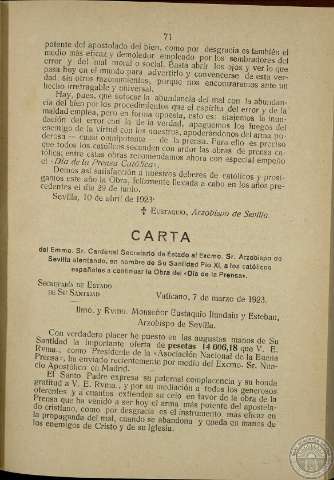 71
potente del apostolado del bien, como por desgracia es también el
medio más eficaz y demoledor empleado por los sembradores del
error y del mal moral o social. Basta abrir los ojos y ver lo que
pasa hoy en el mundo para advertirlo y convencerse de esta ver-
dad, sin otros razonamientos, porque nos encontraremos ante un
hecho irrefragable y universal.
Hay, pues, que sofocar la abundancia del mal con la abundan-
cia del bien por los procedimientos que el espíritu del error y de la
maldad emplea, pero en forma opuesta, esto es: atajemos la inun-
dación del error con la de la verdad, apaguemos los fuegos del
enemigo de la virtud con los nuestros, apoderándonos del arma po-
derosa — cuasi omnipotente — de la prensa. Para ello es preciso
que todos los católicos secunden con ardor las obras de prensa ca-
tólica; entre estas obras recomendamos ahora con especial empeño
el «Día de la Prensa Católica».
Demos así satisfacción a nuestros deberes de católicos y prosi-
gamos este año la Obra, felizmente llevada a cabo en los años pre-
cedentes el día 29 de junio.
Sevilla, 10 de abril de 1923.
† Eustaquio, Arzobispo de Sevilla.
CARTA
del Emmo. Sr. Cardenal Secretario de Estado al Excmo. Sr. Arzobispo de
Sevilla alentando, en nombre de Su Santidad Pío XI, a los católicos
españoles a continuar la Obra del «Día de la Prensa».
Secretaría de Estado
de Su Santidad
Vaticano, 7 de marzo de 1923.
Ilmo. y Rvmo. Monseñor Eustaquio Ilundain y Esteban,
Arzobispo de Sevilla.
Con verdadero placer he puesto en las augustas manos de Su
Santidad la importante oferta de pesetas 14 006,18 que V. E.
Rvma., como Presidente de la «Asociación Nacional de la Buena
Prensa», ha enviado recientemente por medio del Excmo. Sr. Nun-
cio Apostólico en Madrid.
El Santo Padre expresa su paternal complacencia y su honda
gratitud a V. E. Rvma., y por su mediación a todos los generosos
oferentes y a cuantos extienden su celo en favor de la obra de la
Prensa que ha venido a ser hoy el arma más potente del apostola-
do cristiano, como por desgracia es el instrumento más eficaz en
la propaganda del mal, cuando se abandona y queda en manos de
los enemigos de Cristo y de su Iglesia.